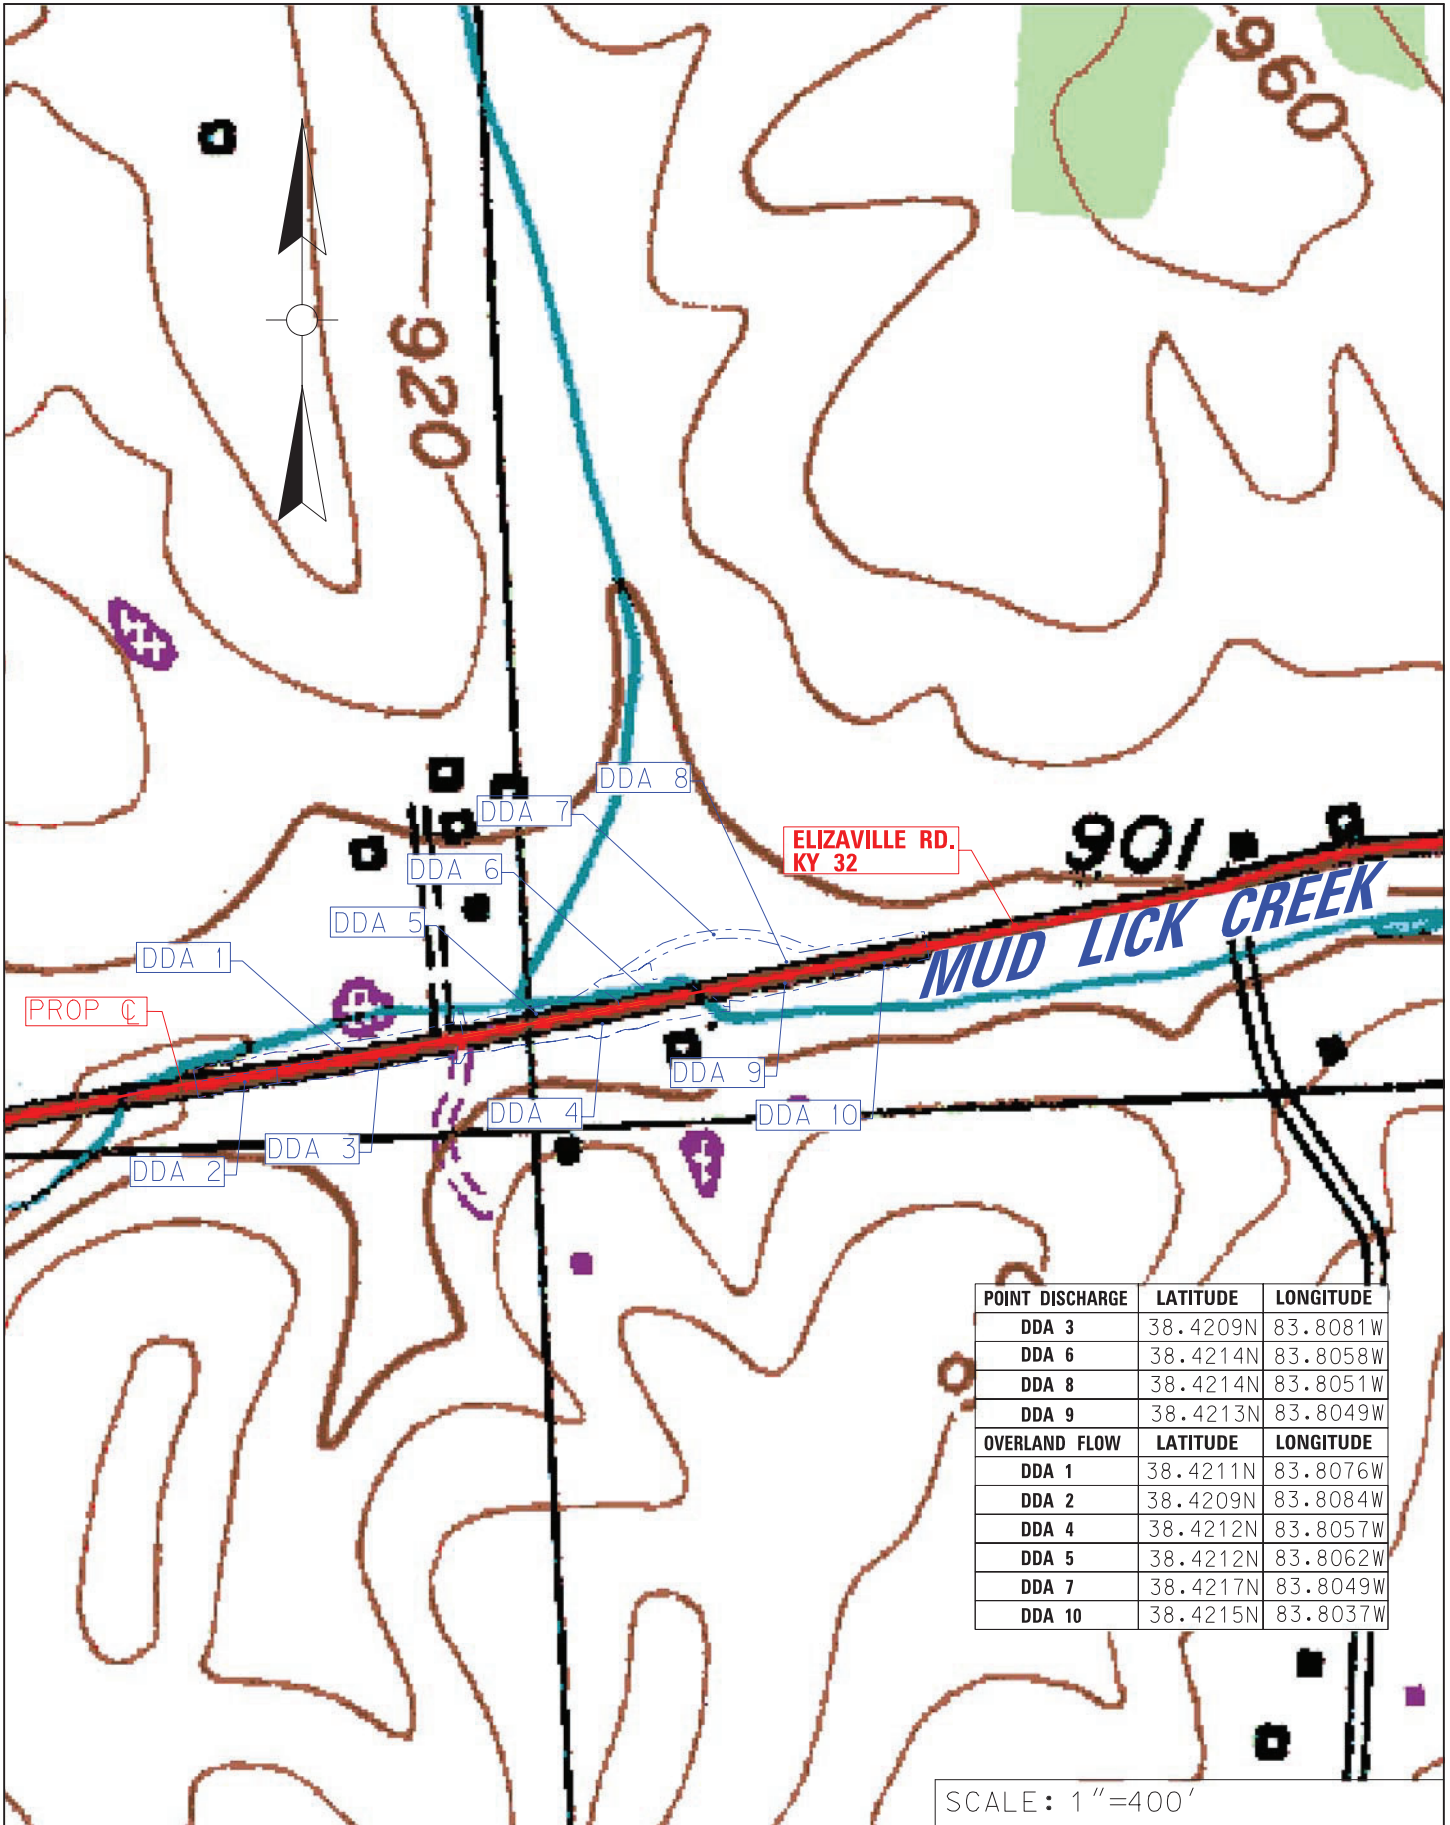 960
920
DDA 8
DDA 7
ELIZAVILLE RD.
KY 32
901
DDA 6
MUD LICK CREEK
DDA 5
DDA 1
PROP ℄
DDA 9
DDA 4
DDA 10
DDA 3
DDA 2
POINT DISCHARGE LATITUDE LONGITUDE
DDA 3 38.4209N 83.8081W
DDA 6 38.4214N 83.8058W
DDA 8 38.4214N 83.8051W
DDA 9 38.4213N 83.8049W
OVERLAND FLOW LATITUDE LONGITUDE
DDA 1 38.4211N 83.8076W
DDA 2 38.4209N 83.8084W
DDA 4 38.4212N 83.8057W
DDA 5 38.4212N 83.8062W
DDA 7 38.4217N 83.8049W
DDA 10 38.4215N 83.8037W
SCALE: 1"=400'